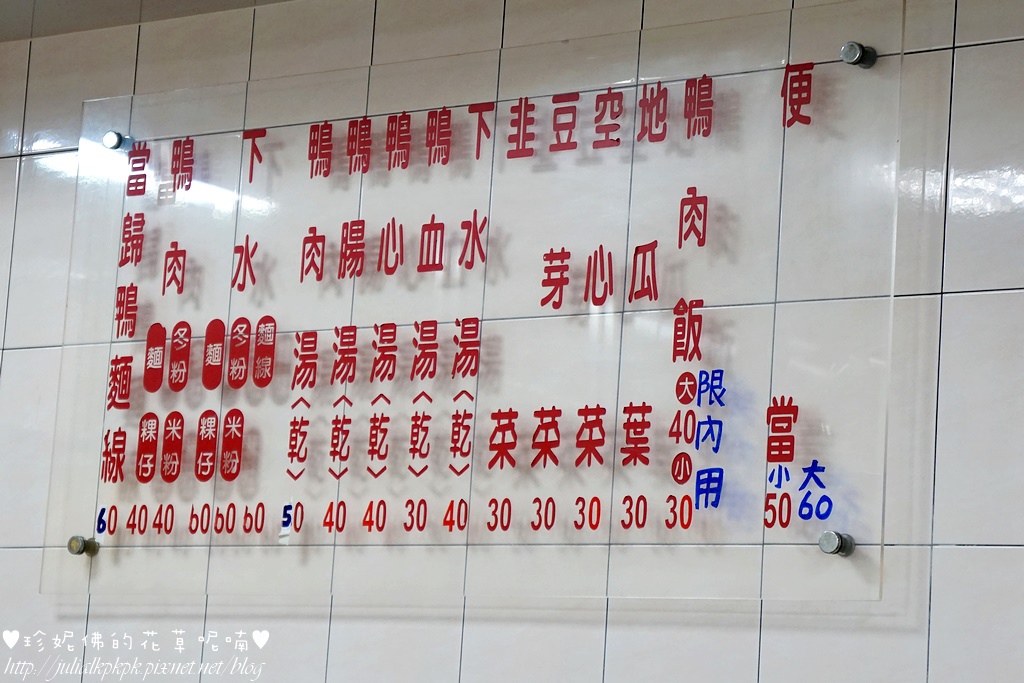 便當
小50
大60
鴨肉飯
大40
小30
限內用
地瓜葉 30
空心菜 30
豆芽菜 30
韭菜 30
下水湯(乾) 40
鴨血湯(乾) 30
鴨心湯(乾) 40
鴨腸湯(乾) 40
鴨肉湯(乾) 50
下水 麵線 冬粉 米粉 麵 粿仔 60 60 60
鴨肉 冬粉 米粉 麵 粿仔 40 40
當歸鴨麵線 60
♥珍妮佛的花草呢喃♥
http://juliadkpkpk.pixnet.net/blog